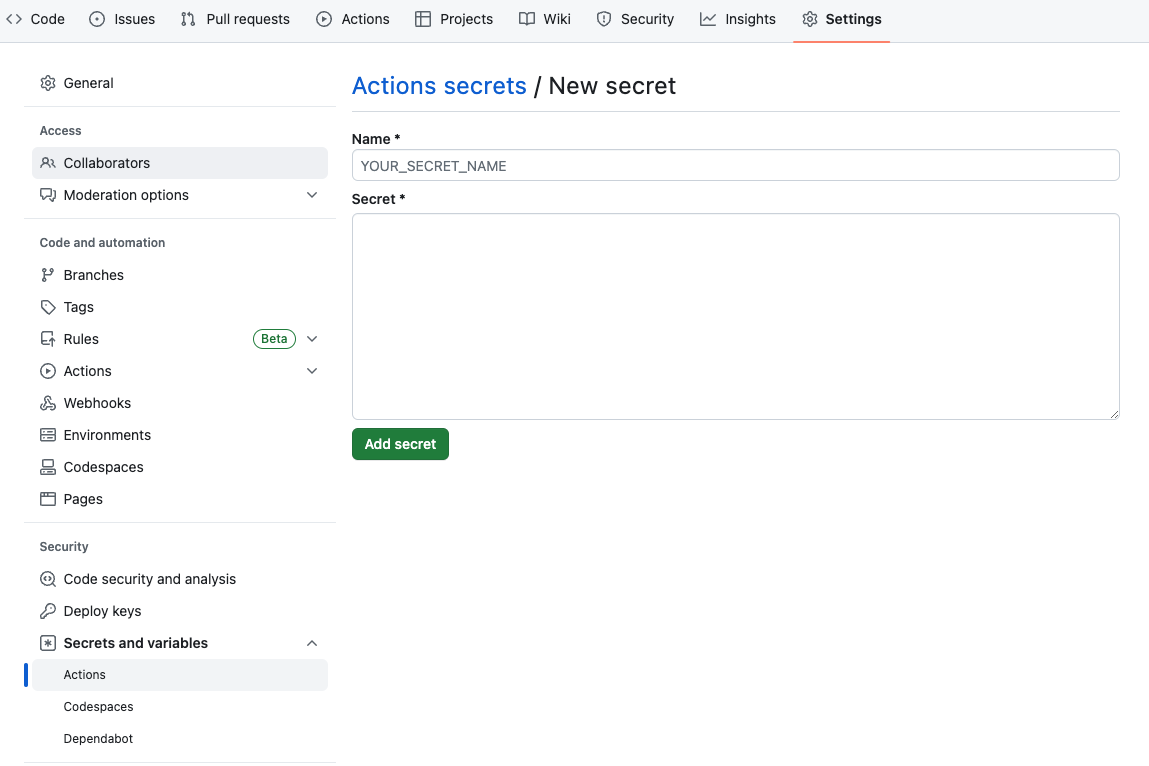 Code Issues Pull requests Actions Projects Wiki Security Insights Settings
General
Access
Collaborators
Moderation options
Code and automation
Branches
Tags
Rules Beta
Actions
Webhooks
Environments
Codespaces
Pages
Security
Code security and analysis
Deploy keys
Secrets and variables
Actions
Codespaces
Dependabot
Actions secrets / New secret
Name *
YOUR_SECRET_NAME
Secret *
Add secret